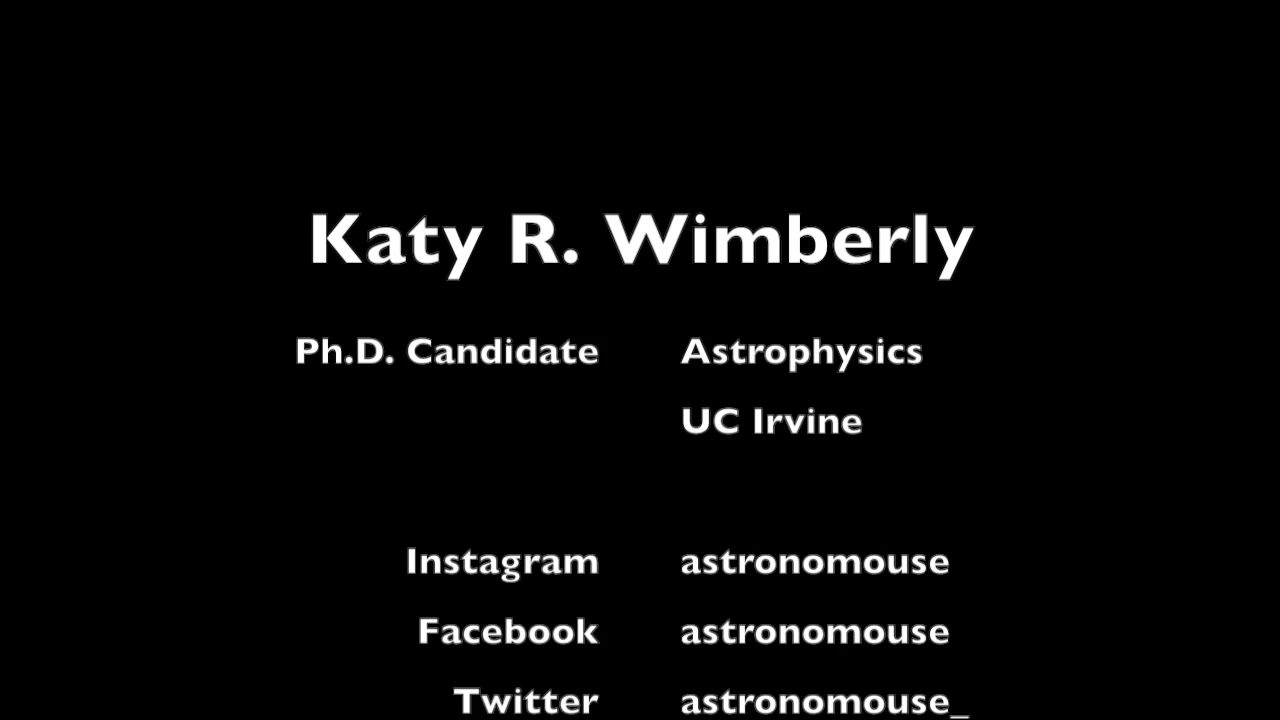 Katy R. Wimberly
Ph.D. Candidate Astrophysics
UC Irvine
Instagram astronomouse
Facebook astronomouse
Twitter astronomouse_